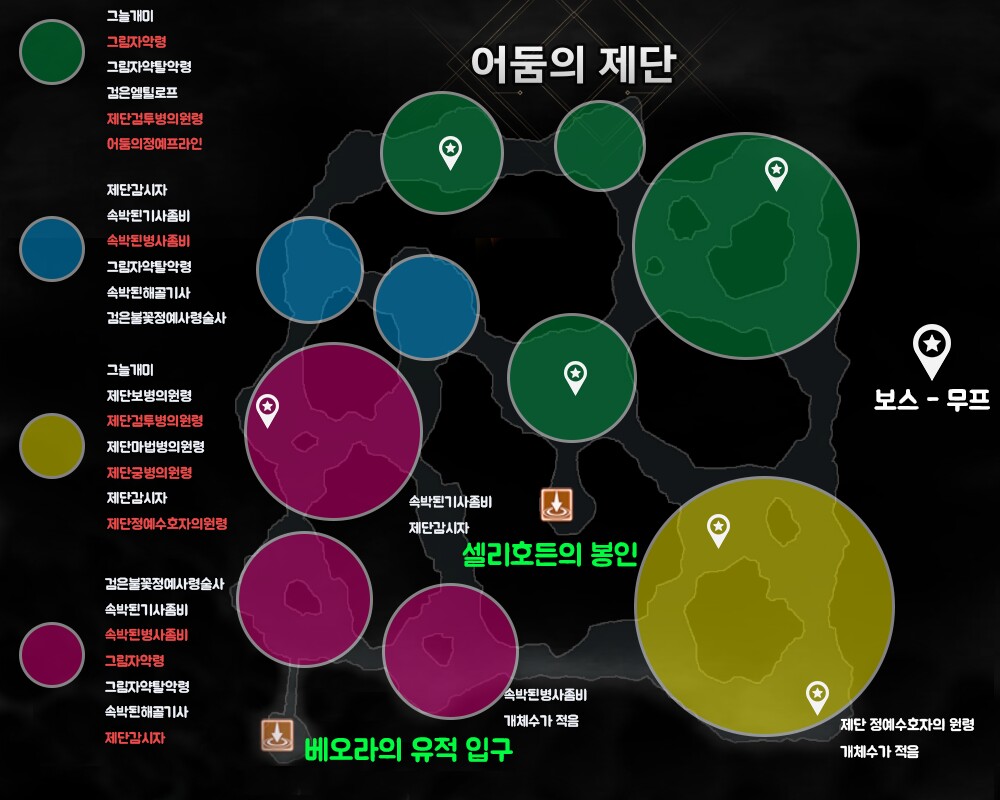 어둠의 제단
그늘개미
그림자악령
그림자약탈악령
검은엘틸로프
제단검투병의원령
어둠의정예프라인
제단감시자
속박된기사좀비
속박된병사좀비
그림자약탈악령
속박된해골기사
검은불꽃정예사령술사
그늘개미
제단보병의원령
제단검투병의원령
제단마법병의원령
제단궁병의원령
제단감시자
제단정예수호자의원령
검은불꽃정예사령술사
속박된기사좀비
속박된병사좀비
그림자악령
그림자약탈악령
속박된해골기사
제단감시자
보스 - 무프
속박된기사좀비
제단감시자
셀리호든의 봉인
속박된병사좀비
개체수가 적음
베오라의 유적 입구
제단 정예수호자의 원령
개체수가 적음